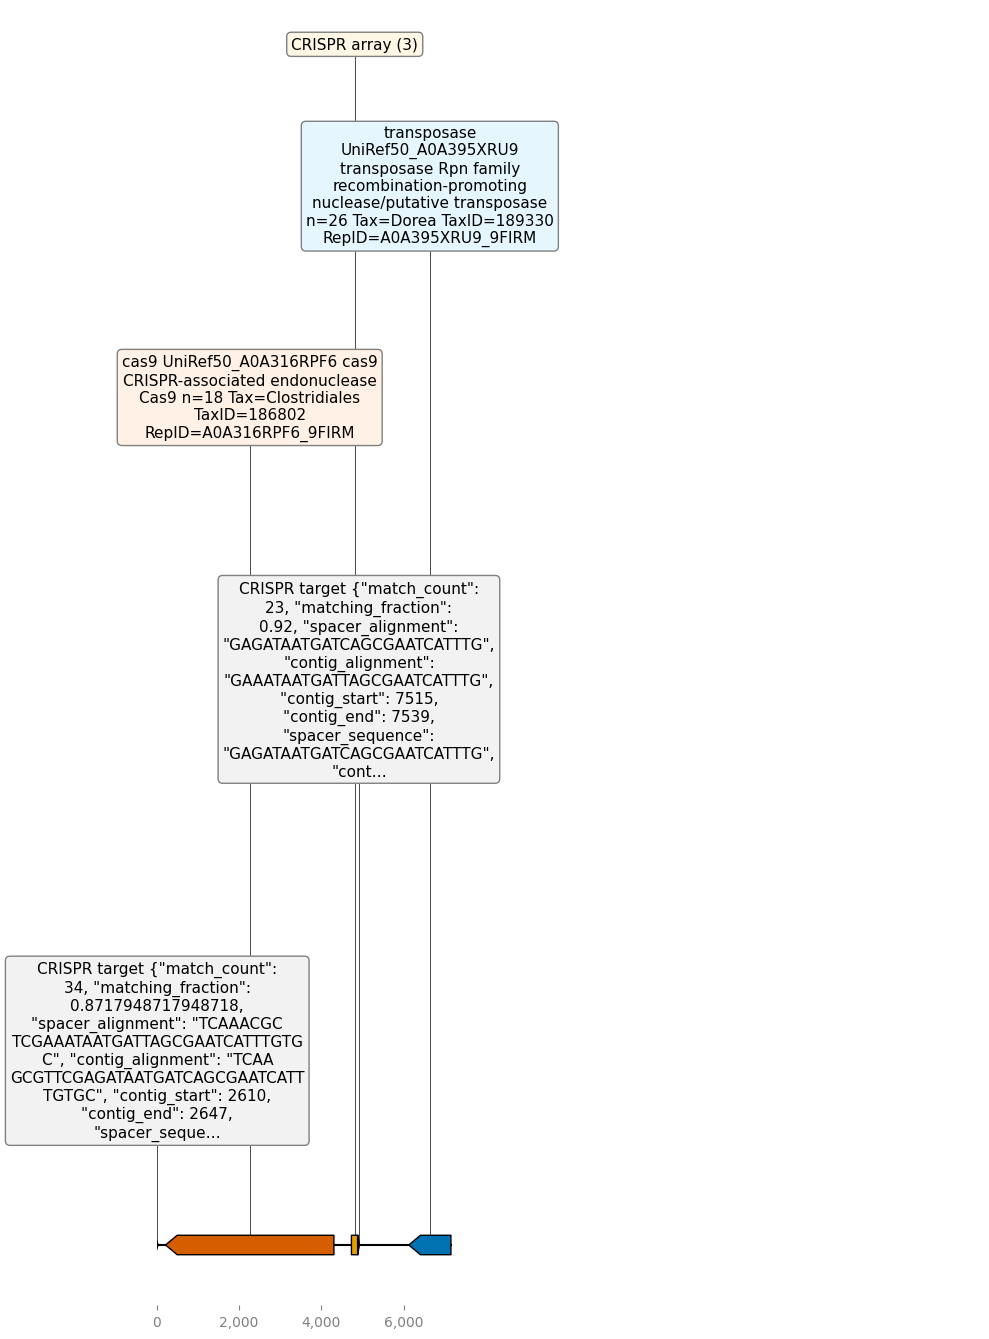 CRISPR array (3)
transposase
UniRef50_A0A395XRU9
transposase Rpn family
recombination-promoting
nuclease/putative transposase
n=26 Tax=Dorea TaxID=189330
RepID=A0A395XRU9_9FIRM
cas9 UniRef50_A0A316RPF6 cas9
CRISPR-associated endonuclease
Cas9 n=18 Tax=Clostridiales
TaxID=186802
RepID=A0A316RPF6_9FIRM
CRISPR target {"match_count":
23, "matching_fraction":
0.92, "spacer_alignment":
"GAGATAATGATCAGCGAATCATTTG",
"contig_alignment":
"GAAATAATGATTAGCGAATCATTTG",
"contig_start": 7515,
"contig_end": 7539,
"spacer_sequence":
"GAGATAATGATCAGCGAATCATTTG",
"cont...
CRISPR target {"match_count":
34, "matching_fraction":
0.8717948717948718,
"spacer_alignment": "TCAAACGC
TCGAAATAATGATTAGCGAATCATTTGTG
C", "contig_alignment": "TCAA
GCGTTCGAGATAATGATCAGCGAATCATT
TGTGC", "contig_start": 2610,
"contig_end": 2647,
"spacer_seque...
0
2,000
4,000
6,000